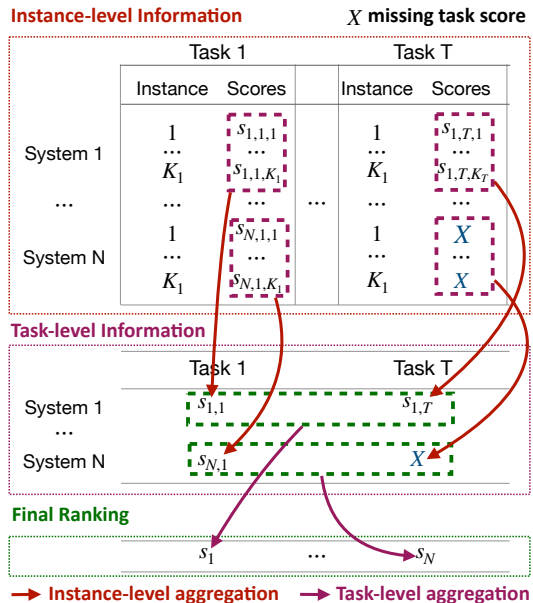 Instance-level Information X missing task score
Task 1 Task T
Instance Scores Instance Scores
System 1
1 s1,1,1 1 s1,T,1
... ... ... ...
K1 s1,1,K1 K1 s1,T,KT
... ... ... ... ... ...
System N
1 sN,1,1 1 X
... ... ... ...
K1 sN,1,K1 K1 X
Task-level Information
Task 1 Task T
System 1 s1,1 s1,T
...
System N sN,1 X
Final Ranking
s1 ... sN
Instance-level aggregation Task-level aggregation